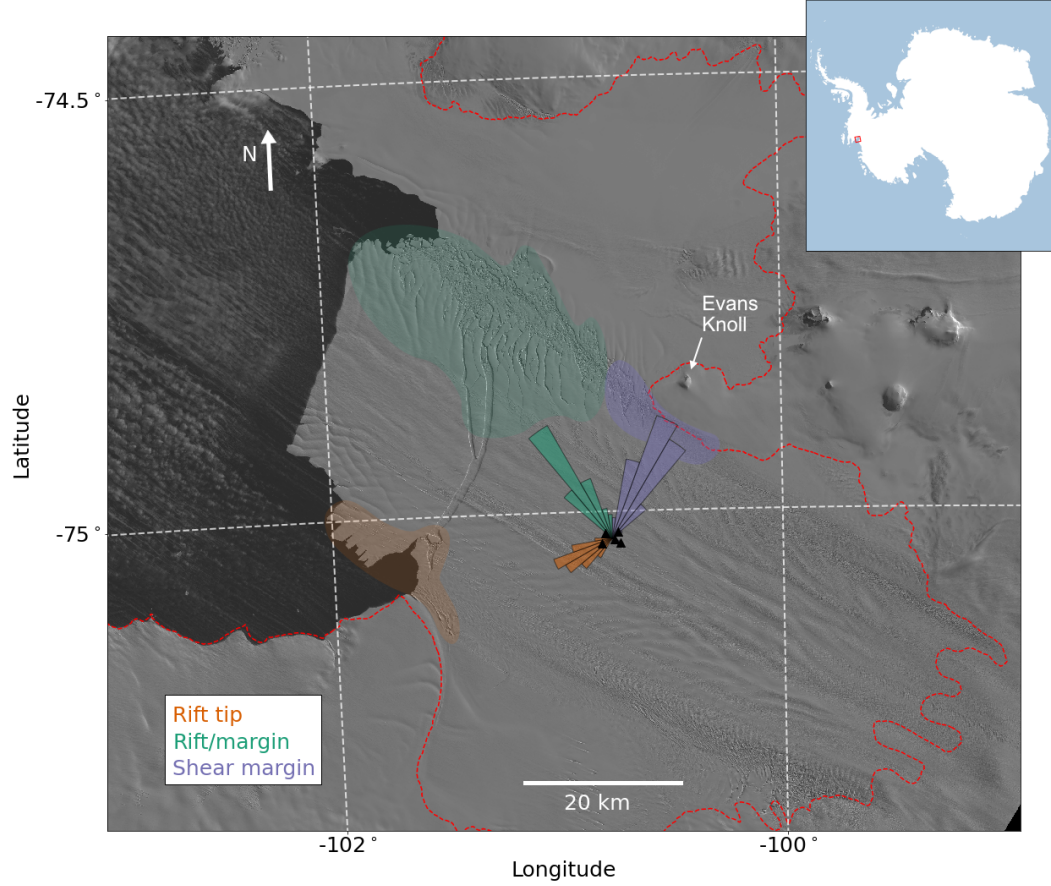 -74.5°
N
Evans
Knoll
Latitude
-75°
Rift tip
Rift/margin
Shear margin
20 km
-102°
-100°
Longitude